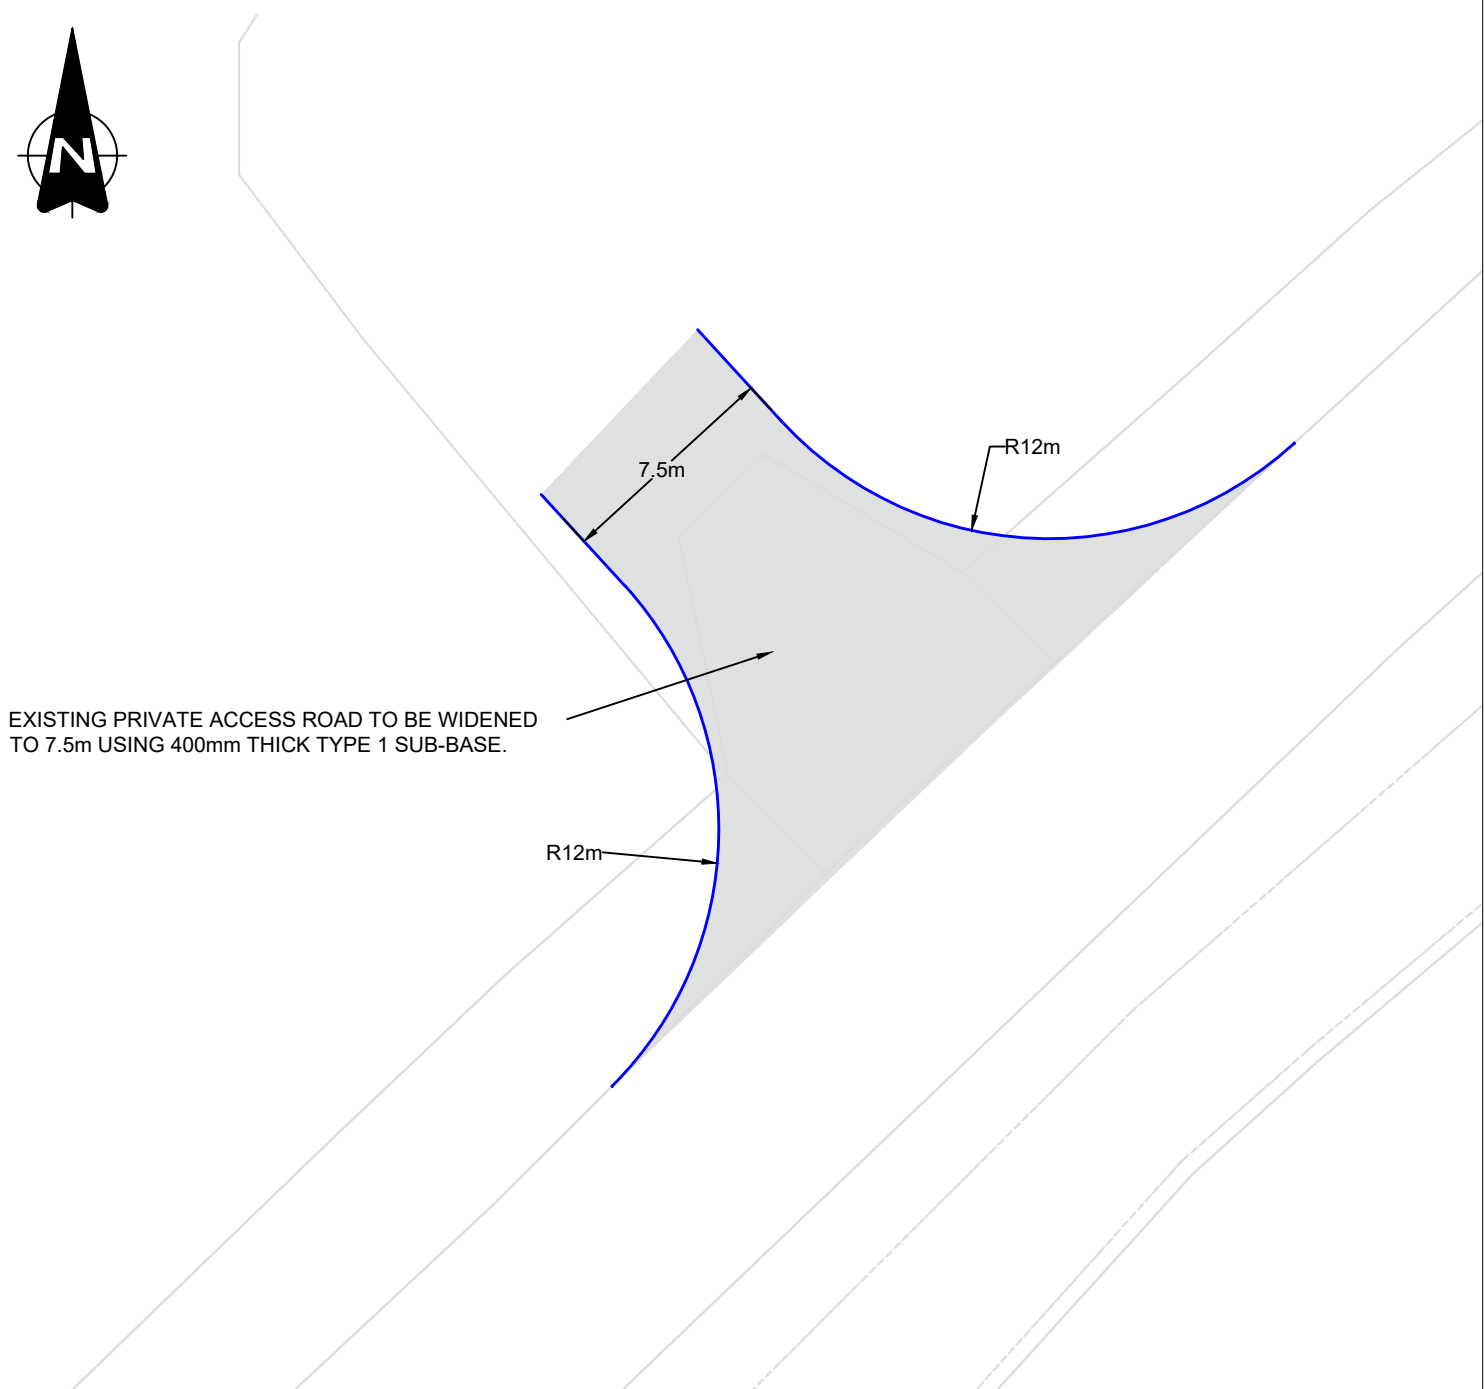 N
R12m
7.5m
EXISTING PRIVATE ACCESS ROAD TO BE WIDENED
TO 7.5m USING 400mm THICK TYPE 1 SUB-BASE.
R12m